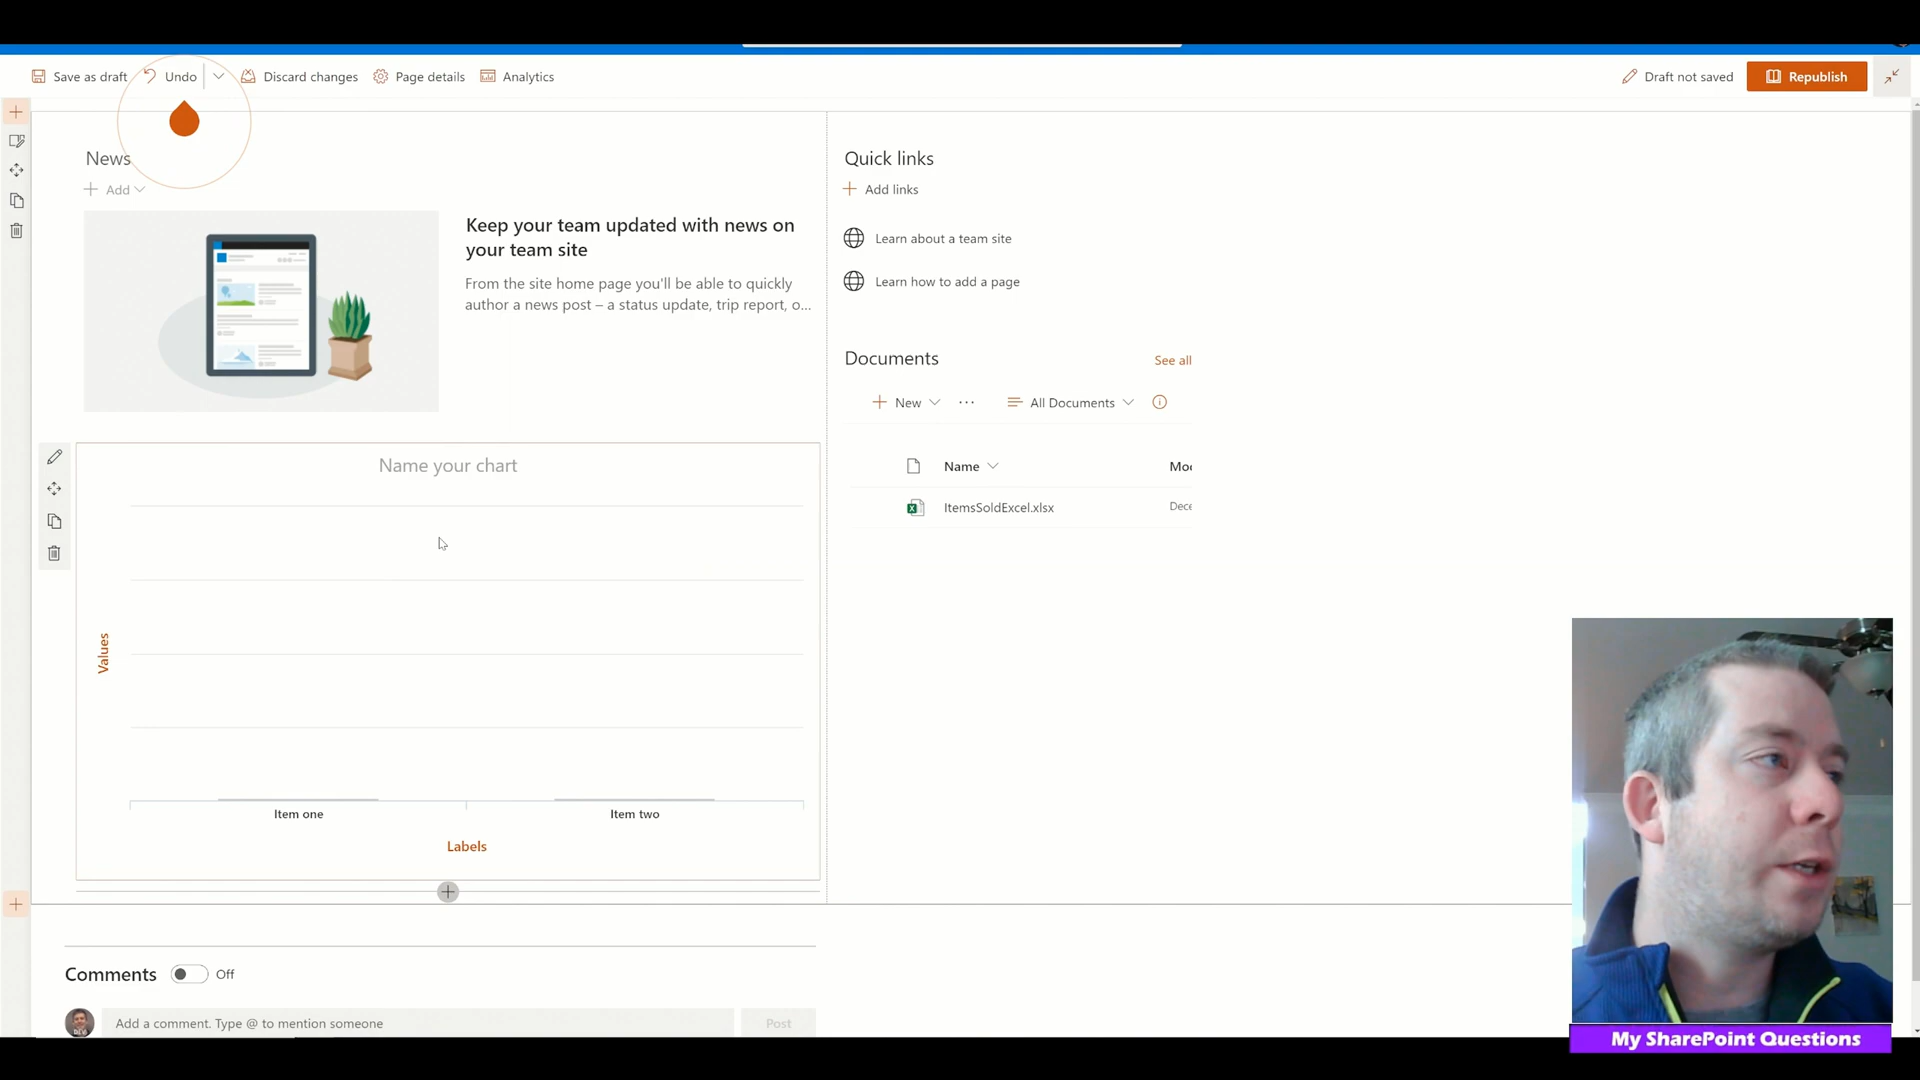 Save as draft
Undo
Discard changes
Page details
Analytics
Draft not saved
Republish
News
Add
Keep your team updated with news on
your team site
From the site home page you'll be able to quickly
author a news post – a status update, trip report, o...
Quick links
Add links
Learn about a team site
Learn how to add a page
Documents
See all
New
All Documents
Name
Moc
ItemsSoldExcel.xlsx
Dece
Name your chart
Values
Item one
Item two
Labels
Comments
Off
Add a comment. Type @ to mention someone
Post
My SharePoint Questions